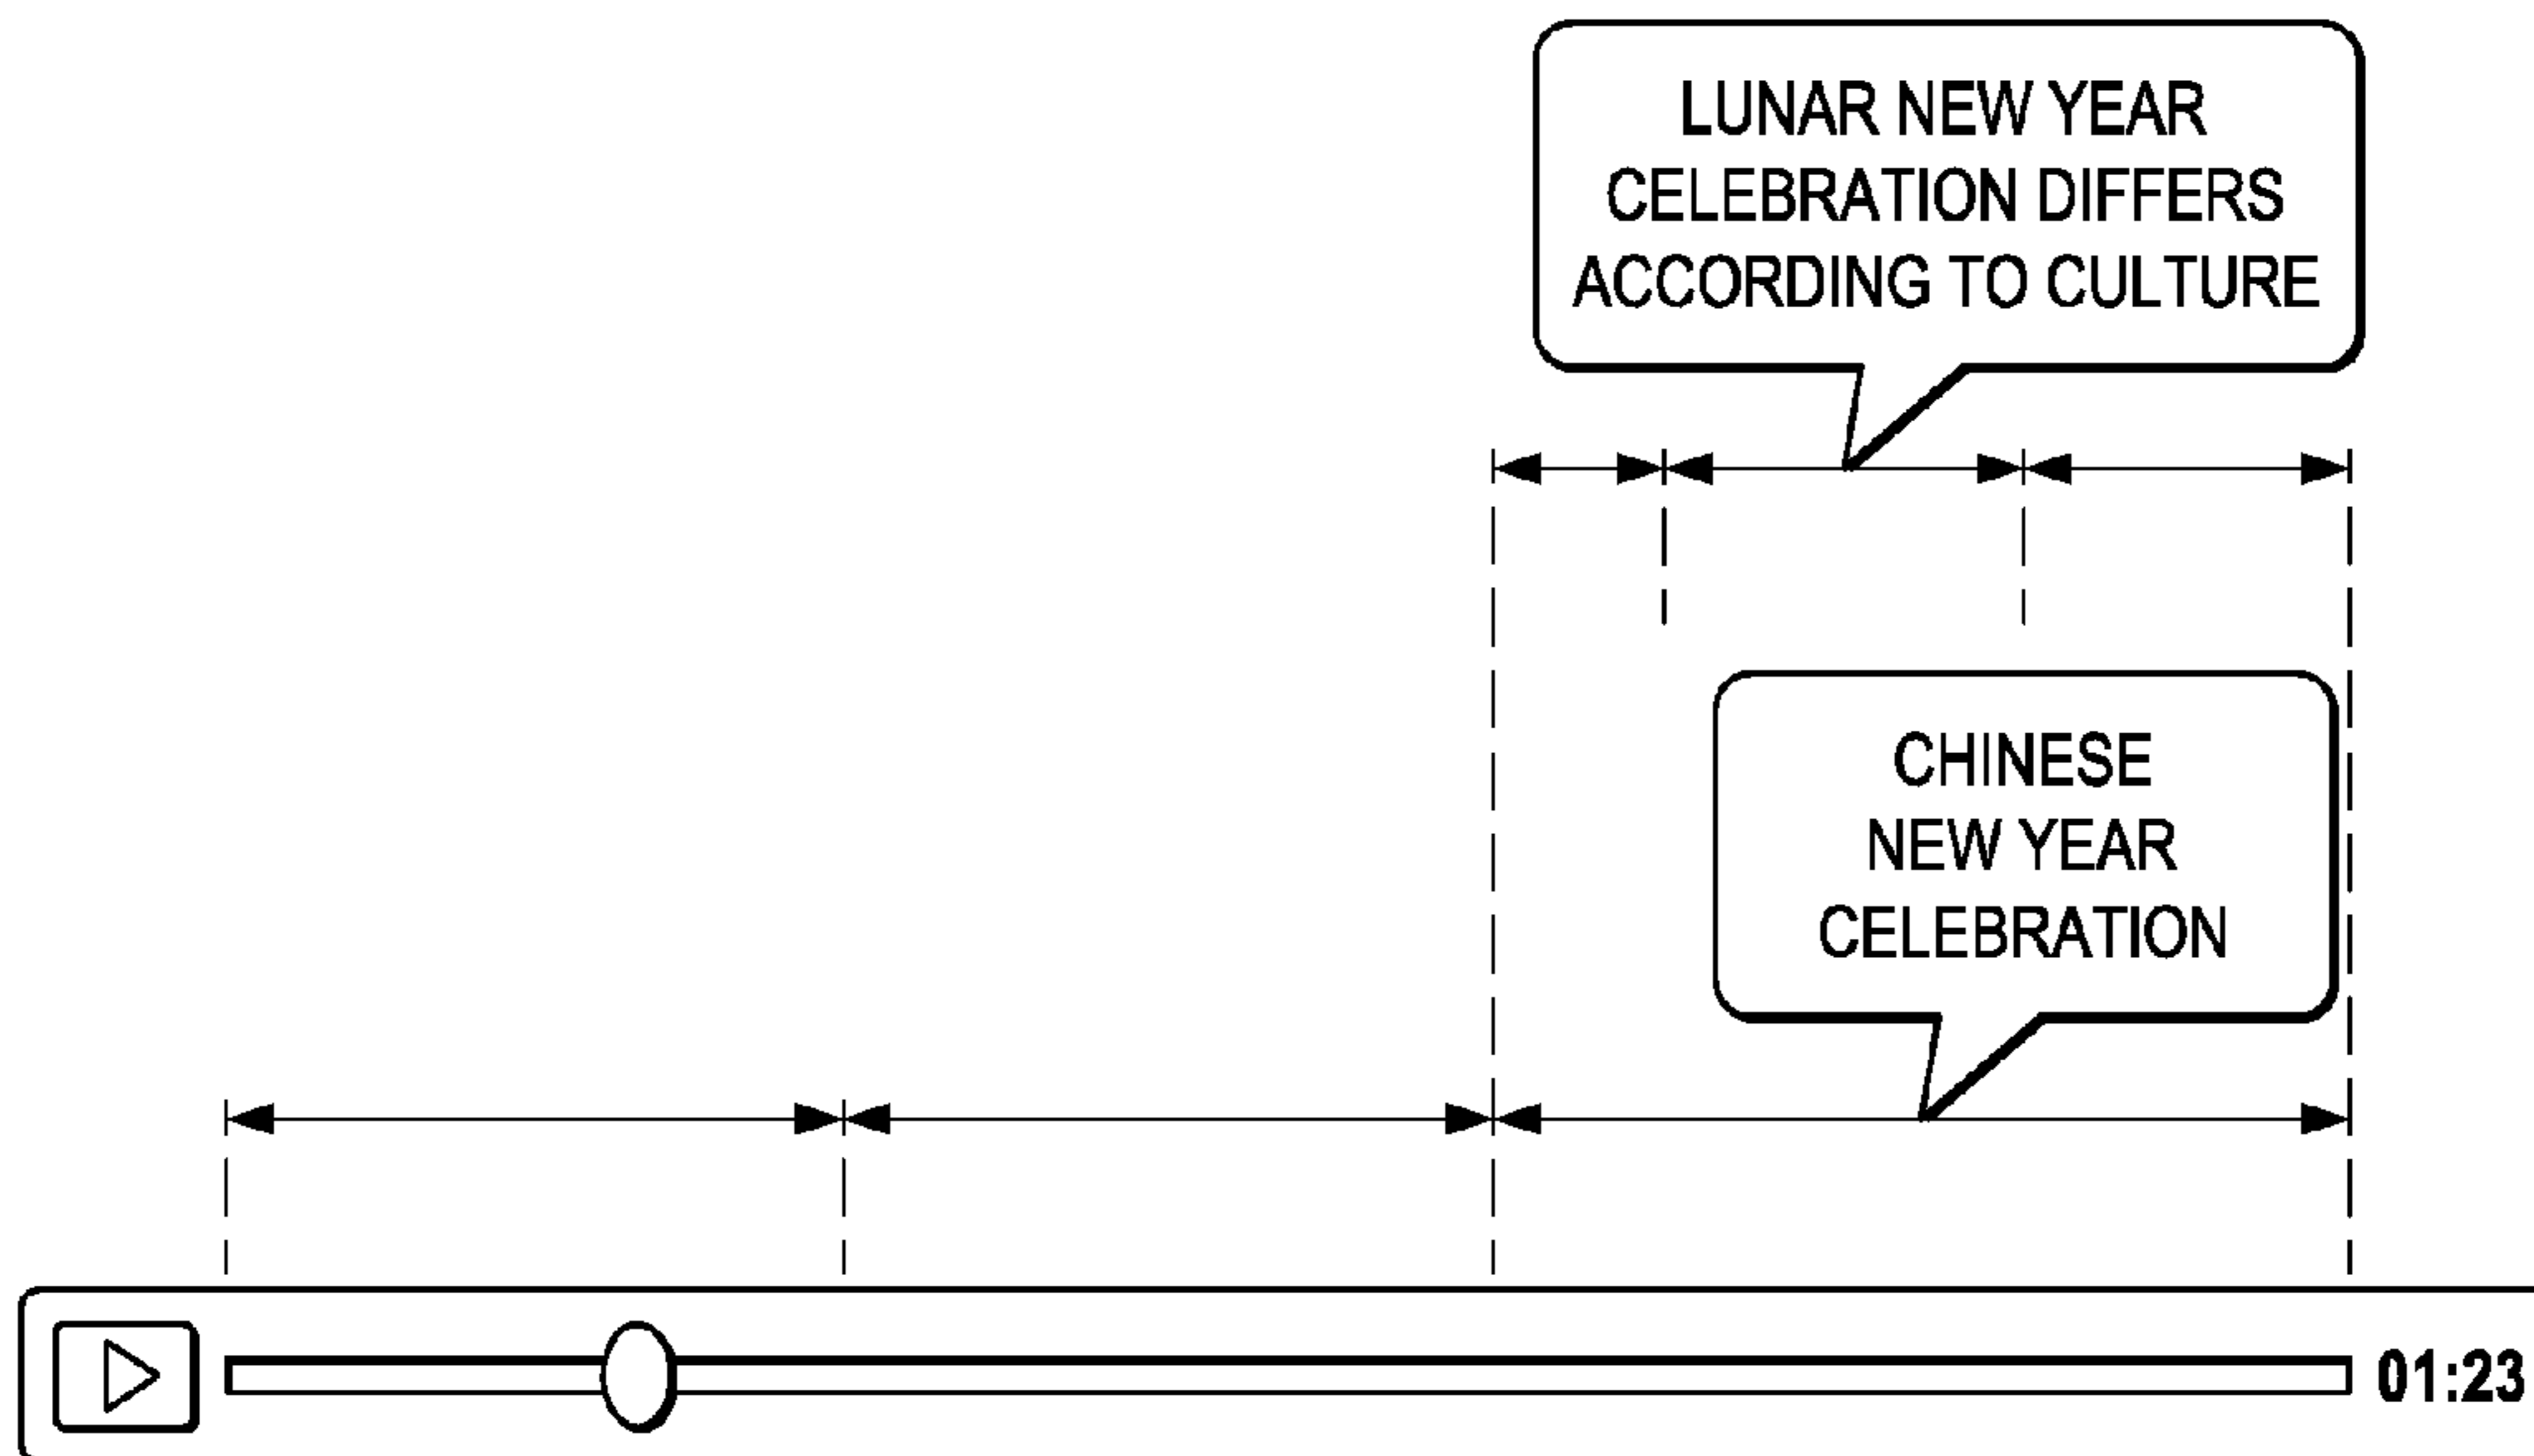 LUNAR NEW YEAR
CELEBRATION DIFFERS
ACCORDING TO CULTURE
CHINESE
NEW YEAR
CELEBRATION
01:23